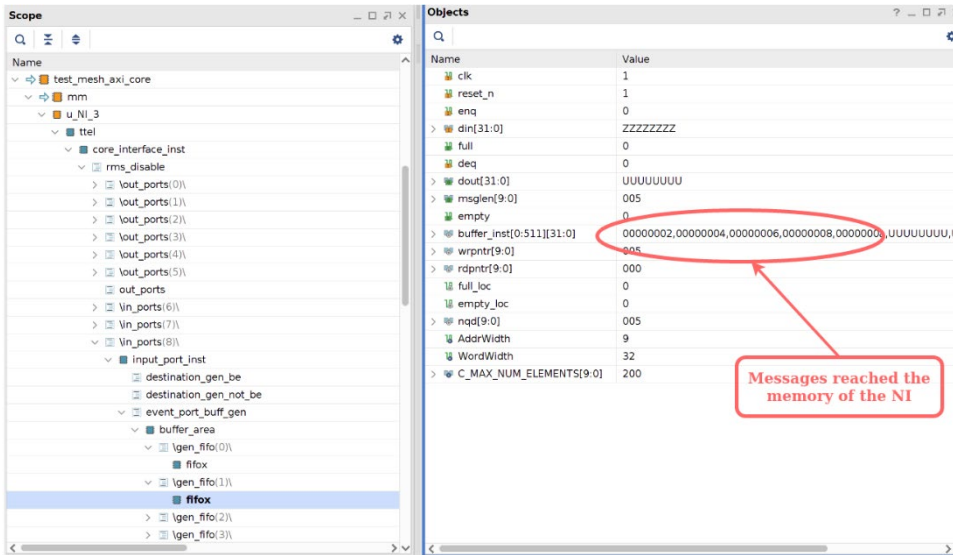 Scope
Name
test_mesh_axi_core
mm
u_NI_3
ttel
core_interface_inst
rms_disable
\out_ports(0)\
\out_ports(1)\
\out_ports(2)\
\out_ports(3)\
\out_ports(4)\
\out_ports(5)\
out_ports
\in_ports(6)\
\in_ports(7)\
\in_ports(8)\
input_port_inst
destination_gen_be
destination_gen_not_be
event_port_buff_gen
buffer_area
\gen_fifo(0)\
fifox
\gen_fifo(1)\
fifox
\gen_fifo(2)\
\gen_fifo(3)\
Objects
Name Value
clk 1
reset_n 1
enq 0
din[31:0] ZZZZZZZZ
full 0
deq 0
dout[31:0] UUUUUUUU
msglen[9:0] 005
empty 0
buffer_inst[0:511][31:0] 00000002,00000004,00000006,00000008,0000000a,UUUUUUUU,
wrpntr[9:0] 005
rdpntr[9:0] 000
full_loc 0
empty_loc 0
nqd[9:0] 005
AddrWidth 9
WordWidth 32
C_MAX_NUM_ELEMENTS[9:0] 200
Messages reached the
memory of the NI